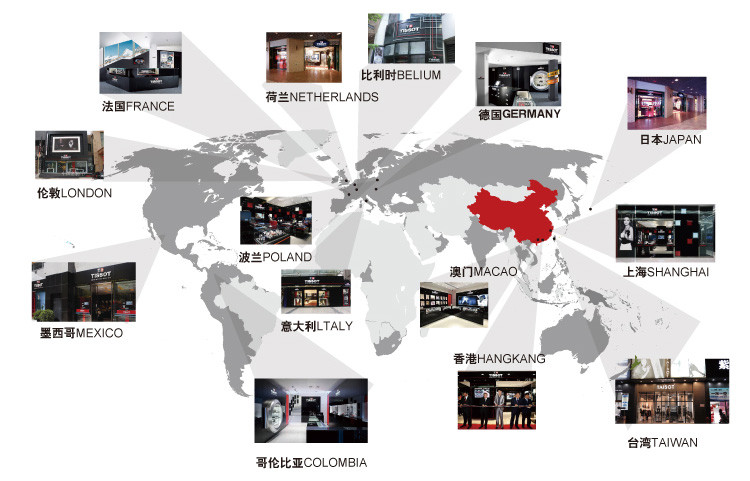 TISSOT
比利时BELIUM
法国FRANCE
荷兰NETHERLANDS
德国GERMANY
日本JAPAN
伦敦LONDON
波兰POLAND
澳门MACAO
上海SHANGHAI
墨西哥MEXICO
TISSOT
意大利LTALY
香港HANGKANG
紫
哥伦比亚COLOMBIA
台湾TAIWAN